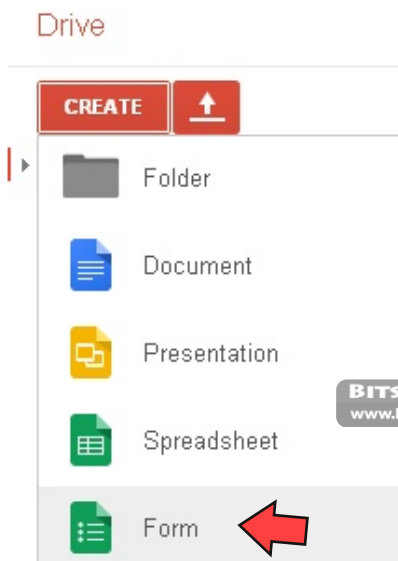 Drive
CREATE
Folder
Document
Presentation
BITS
www.
Spreadsheet
Form